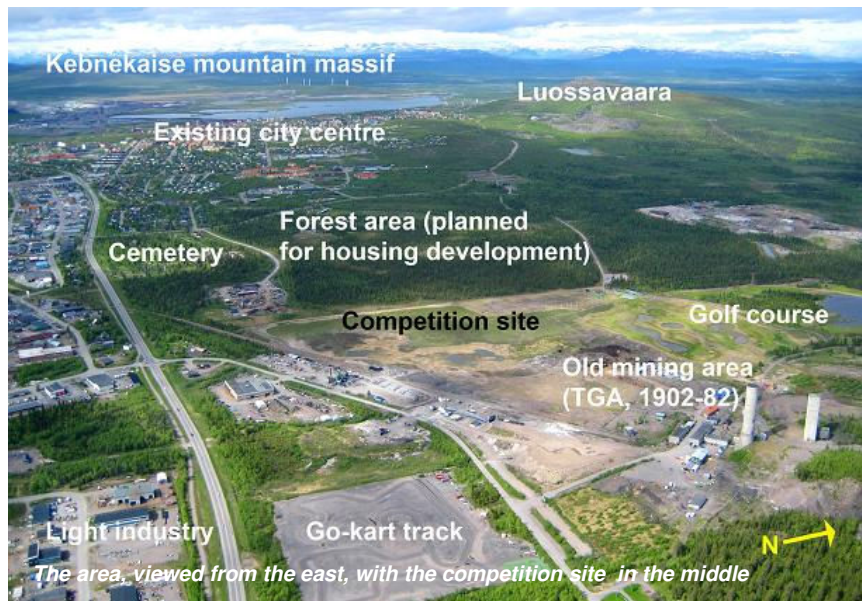 Kebnekaise mountain massif
Luossavaara
Existing city centre
Forest area (planned
for housing development)
Cemetery
Competition site
Golf course
Old mining area
(TGA, 1902-82)
Light industry
Go-kart track
N
The area, viewed from the east, with the competition site in the middle